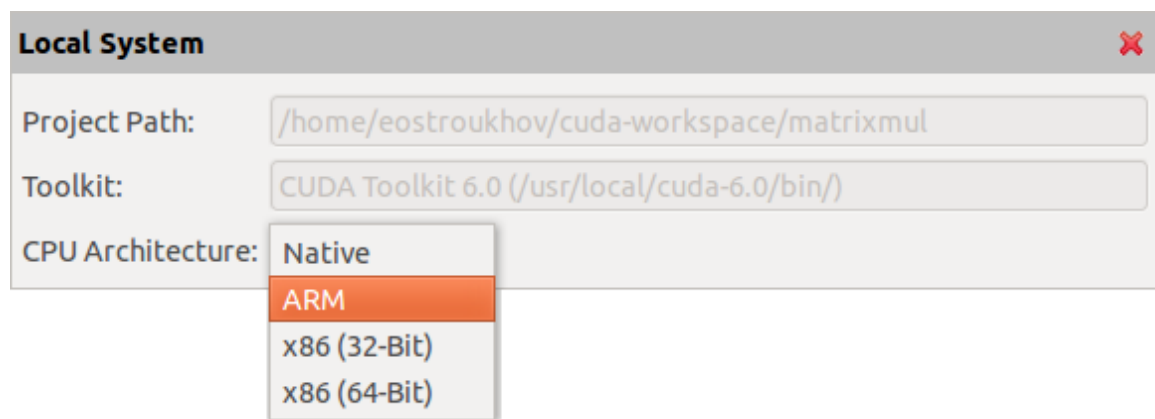 Local System
Project Path: /home/eostroukhov/cuda-workspace/matrixmul
Toolkit: CUDA Toolkit 6.0 (/usr/local/cuda-6.0/bin/)
CPU Architecture: Native
ARM
x86 (32-Bit)
x86 (64-Bit)